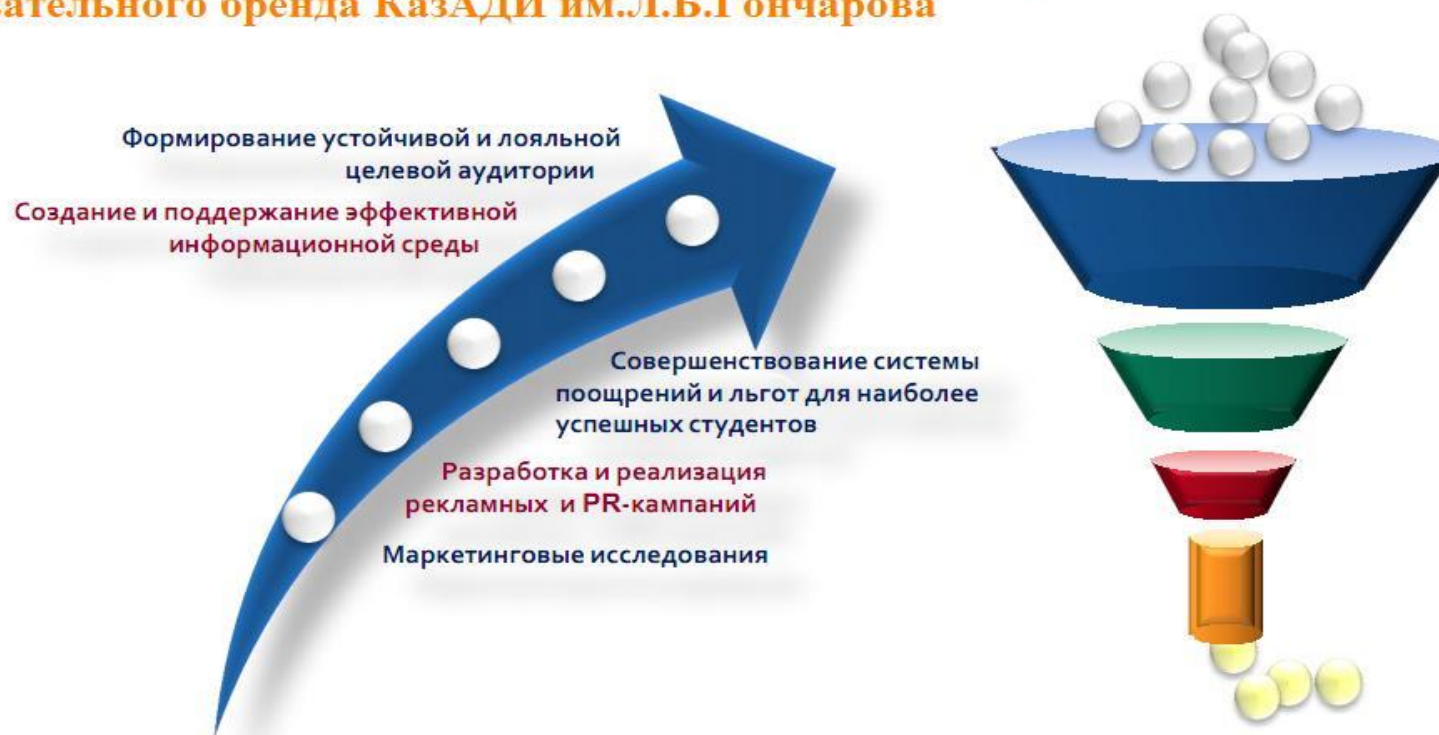 ательного бренда КазАДИ им.Л.Б.Гончарова
Формирование устойчивой и лояльной
целевой аудитории
Создание и поддержание эффективной
информационной среды
Совершенствование системы
поощрений и льгот для наиболее
успешных студентов
Разработка и реализация
рекламных и PR-кампаний
Маркетинговые исследования